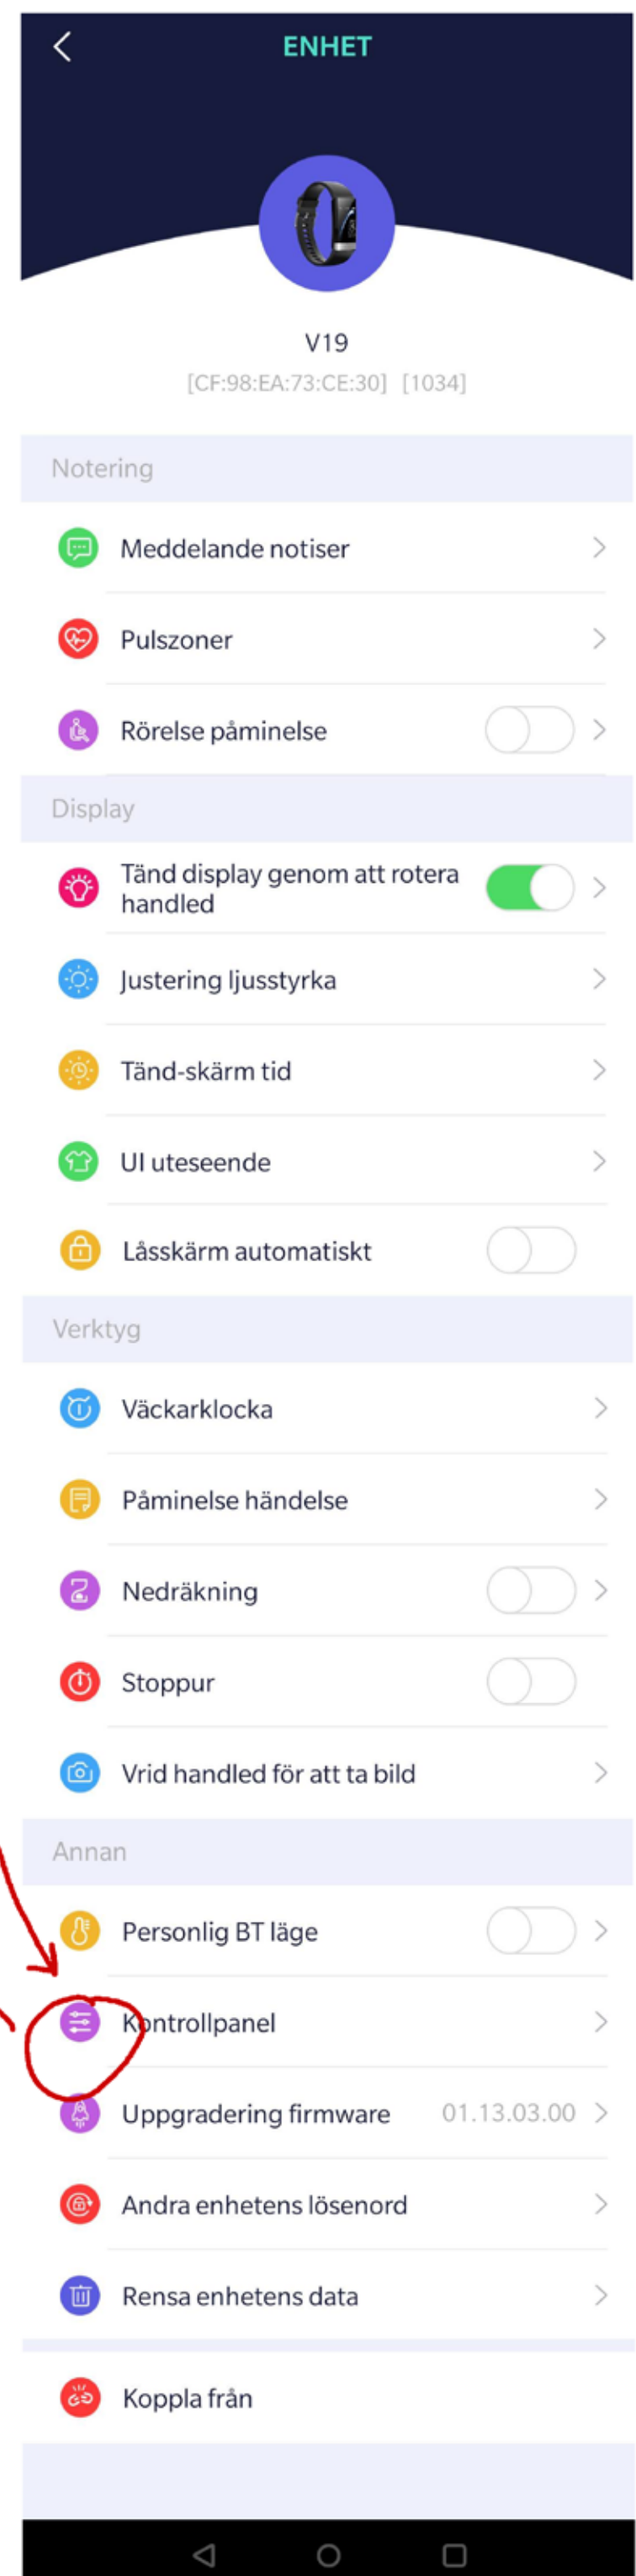 ENHET
V19
[CF:98:EA:73:CE:30] [1034]
Notering
Meddelande notiser
Pulszoner
Rörelse påminelse
Display
Tänd display genom att rotera
handled
Justering ljusstyrka
Tänd-skärm tid
UI uteseende
Låsskärm automatiskt
Verktyg
Väckarklocka
Påminelse händelse
Nedräkning
Stoppur
Vrid handled för att ta bild
Annan
Personlig BT läge
Kontrollpanel
Uppgradering firmware 01.13.03.00
Andra enhetens lösenord
Rensa enhetens data
Koppla från